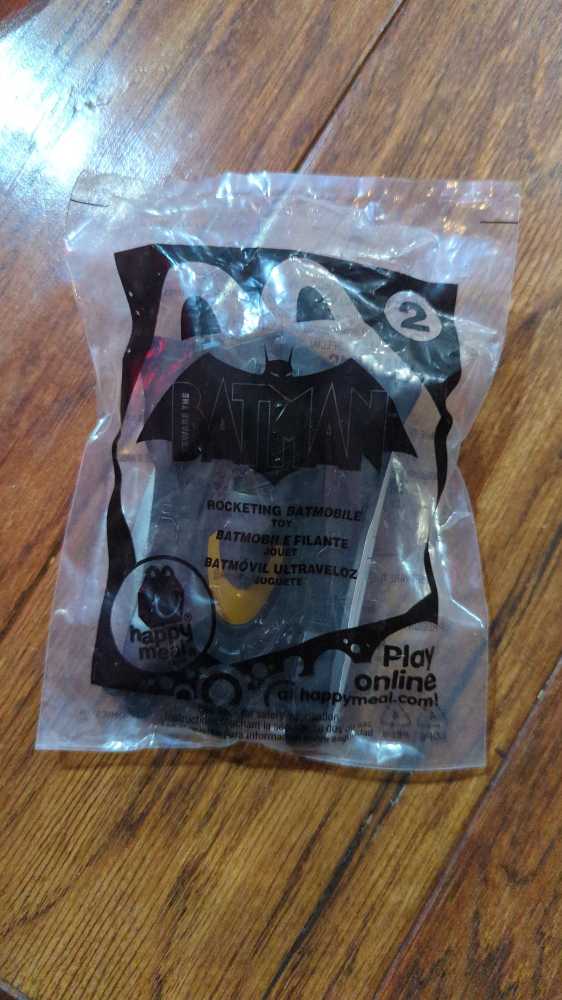 2
BEWARE THE
BATMAN
ROCKETING BATMOBILE
TOY
BATMOBILE FILANTE
JOUET
BATMÓVIL ULTRAVELOZ
JUGUETE
happy
meal®
Play
online
at happymeal.com!